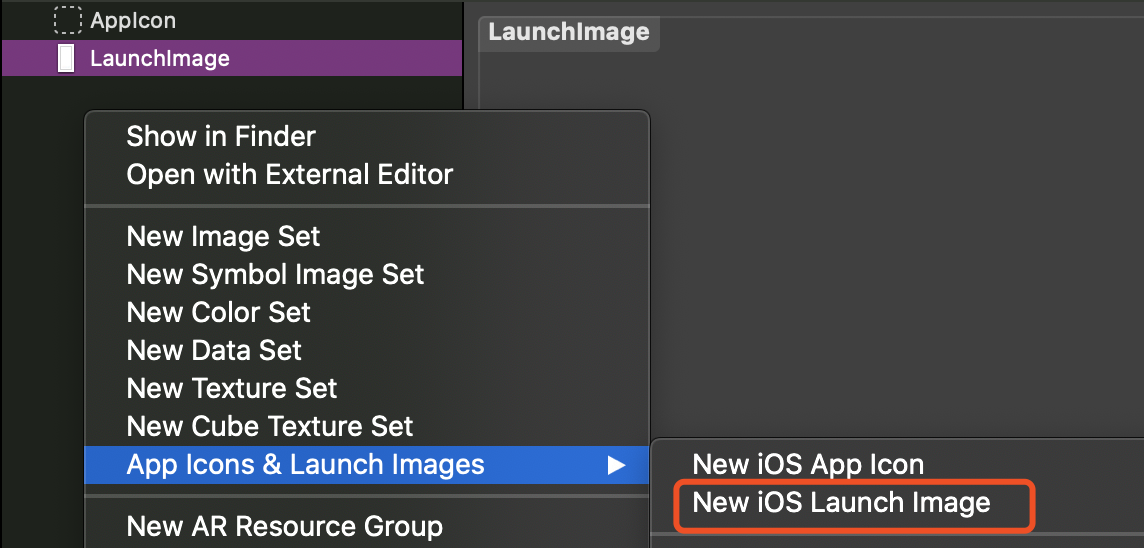 AppIcon
LaunchImage
LaunchImage
Show in Finder
Open with External Editor
New Image Set
New Symbol Image Set
New Color Set
New Data Set
New Texture Set
New Cube Texture Set
App Icons & Launch Images
New iOS App Icon
New iOS Launch Image
New AR Resource Group